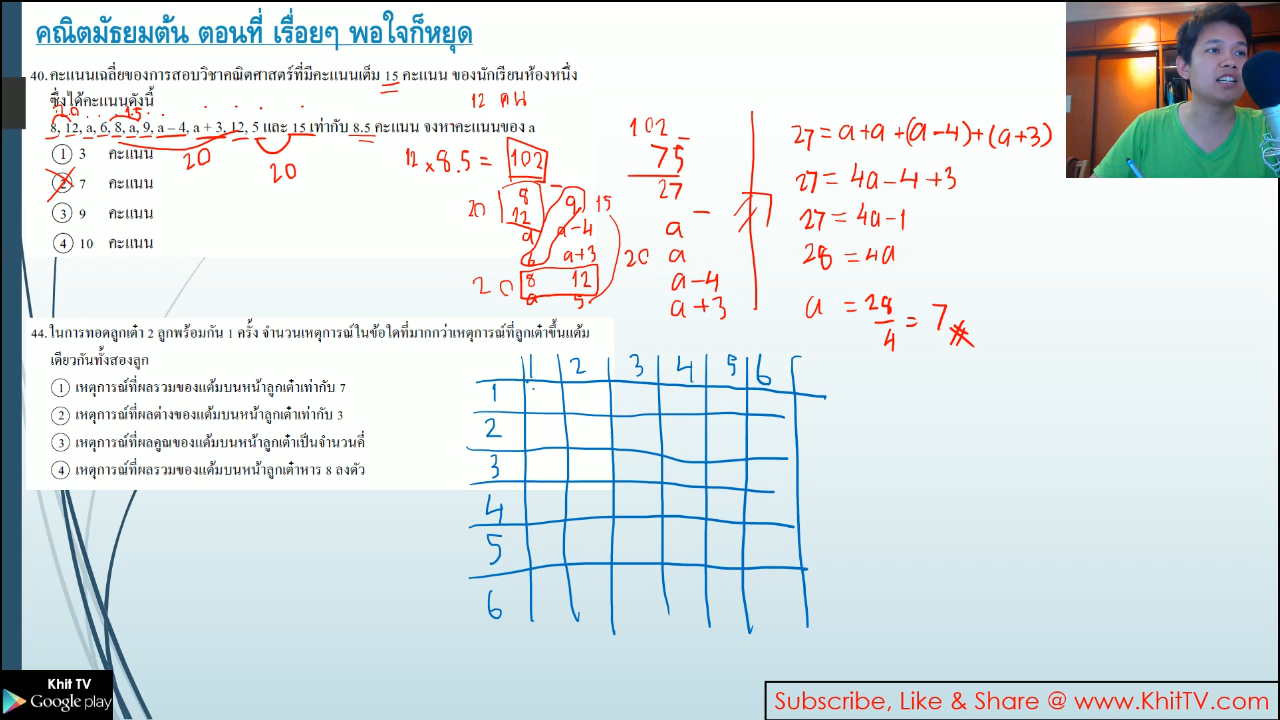 คณิตมัธยมต้น ตอนที่ เรื่อยๆ พอใจก็หยุด
40. คะแนนเฉลี่ยของการสอบวิชาคณิตศาสตร์ที่มีคะแนนเต็ม 15 คะแนน ของนักเรียนห้องหนึ่ง
ซึ่งได้คะแนนดังนี้
12 คน
8, 12, a, 6, 8, a, 9, a – 4, a + 3, 12, 5 และ 15 เท่ากับ 8.5 คะแนน จงหาคะแนนของ a
1 3 คะแนน
2 7 คะแนน
3 9 คะแนน
4 10 คะแนน
20
20
12 × 8.5 = 102
20
8
12
a
6
20
8
a
9
15
a-4
a+3
20
12
5
102
75
27
a
a
a-4
a+3
27 = a+a+(a-4)+(a+3)
27 = 4a-4+3
27 = 4a-1
28 = 4a
a = 28/4 = 7
44. ในการทอดลูกเต๋า 2 ลูกพร้อมกัน 1 ครั้ง จำนวนเหตุการณ์ในข้อใดที่มากกว่าเหตุการณ์ที่ลูกเต๋าขึ้นแต้ม
เดียวกันทั้งสองลูก
1 เหตุการณ์ที่ผลรวมของแต้มบนหน้าลูกเต๋าเท่ากับ 7
2 เหตุการณ์ที่ผลต่างของแต้มบนหน้าลูกเต๋าเท่ากับ 3
3 เหตุการณ์ที่ผลคูณของแต้มบนหน้าลูกเต๋าเป็นจำนวนคี่
4 เหตุการณ์ที่ผลรวมของแต้มบนหน้าลูกเต๋าหาร 8 ลงตัว
1 2 3 4 5 6
1
2
3
4
5
6
Khit TV
Google play
Subscribe, Like & Share @ www.KhitTV.com